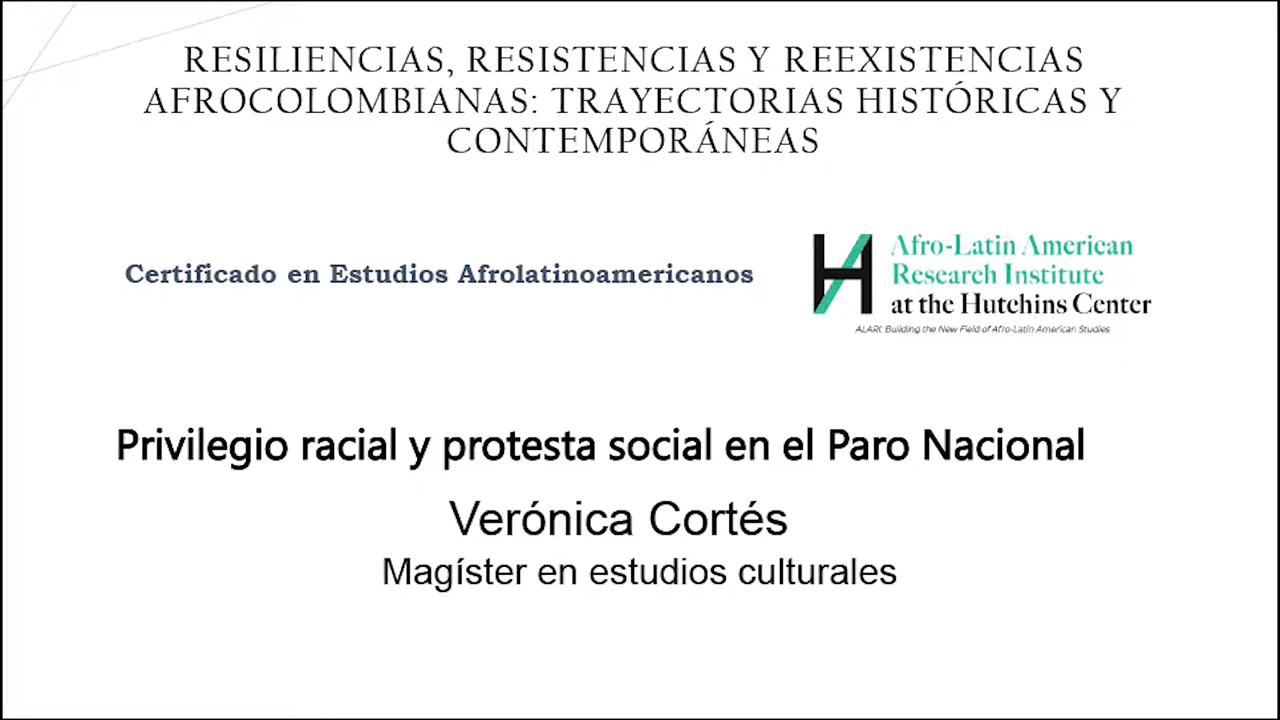 RESILIENCIAS, RESISTENCIAS Y REEXISTENCIAS
AFROCOLOMBIANAS: TRAYECTORIAS HISTÓRICAS Y
CONTEMPORÁNEAS
Certificado en Estudios Afrolatinoamericanos
Afro-Latin American
Research Institute
at the Hutchins Center
ALARI: Building the New Field of Afro-Latin American Studies
Privilegio racial y protesta social en el Paro Nacional
Verónica Cortés
Magíster en estudios culturales